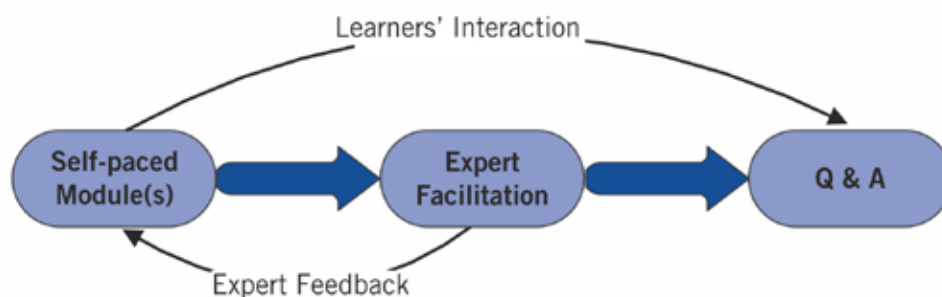 Learners' Interaction
Self-paced
Module(s)
Expert
Facilitation
Q & A
Expert Feedback